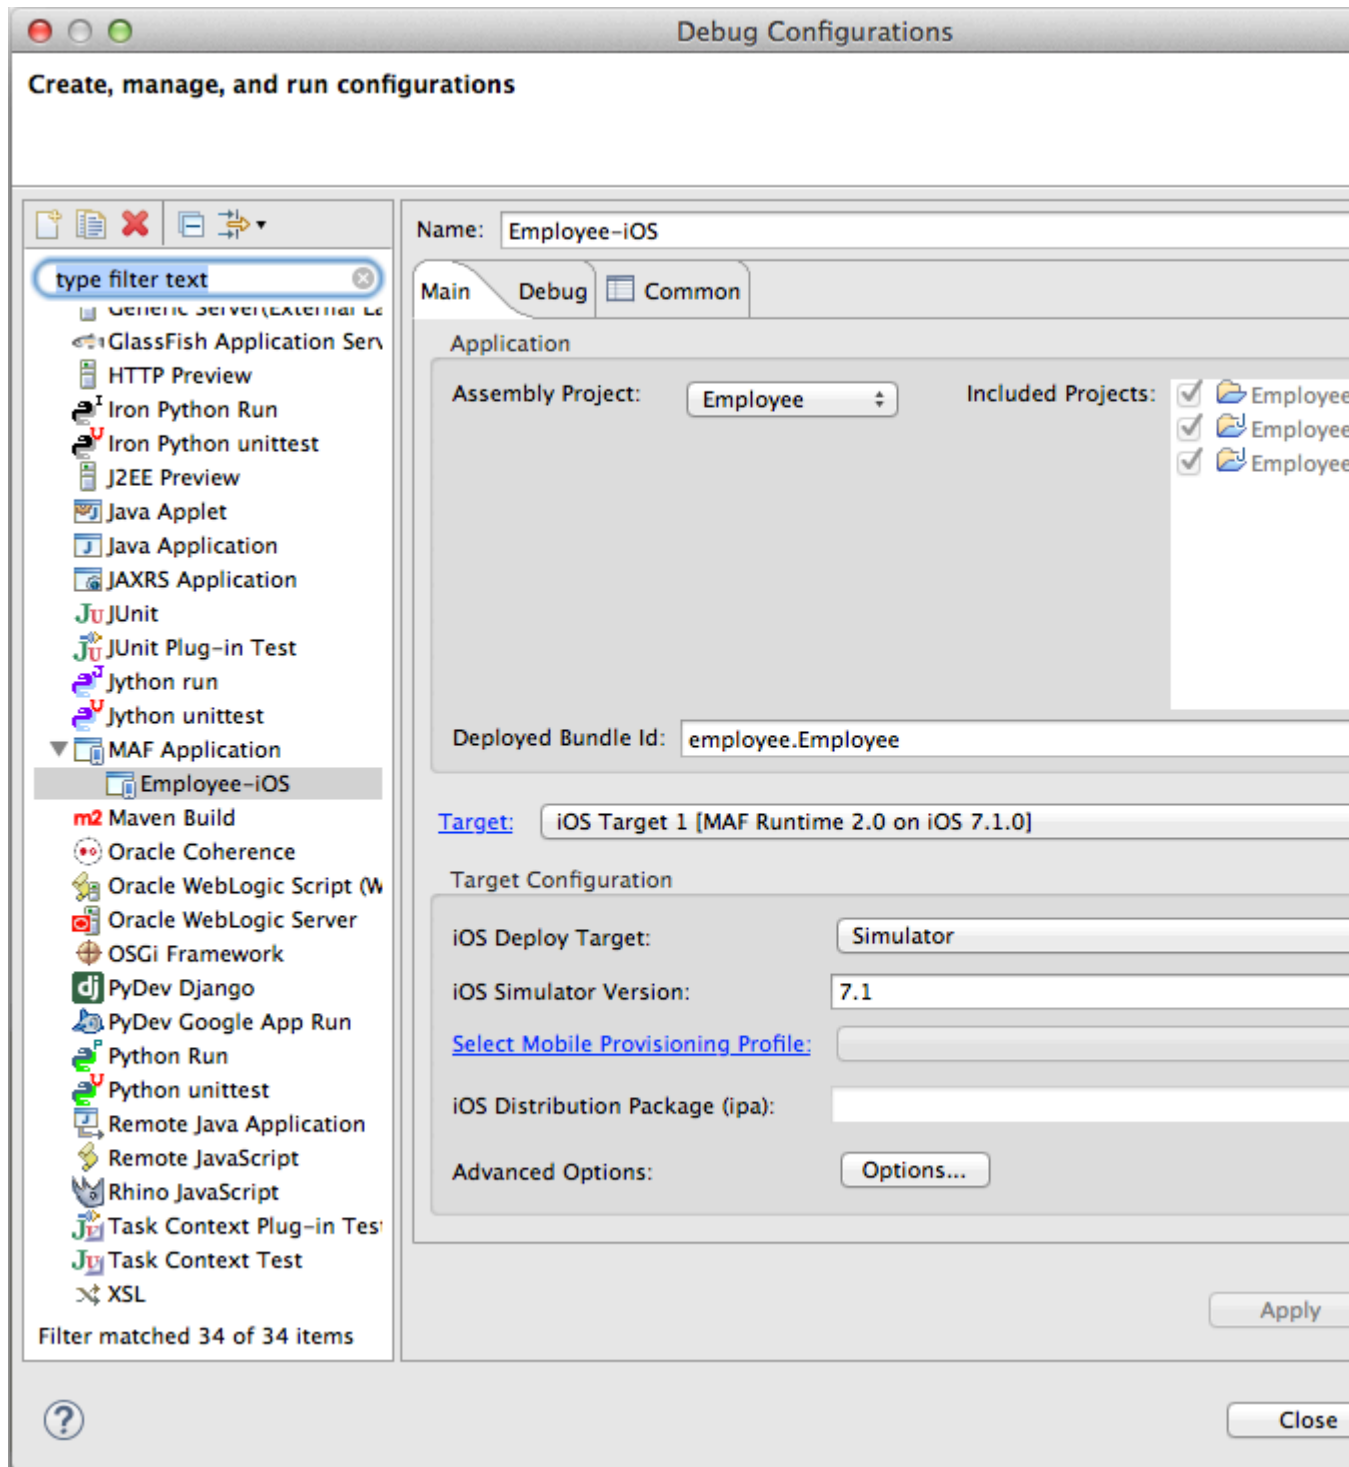 Debug Configurations
Create, manage, and run configurations
type filter text
Generic Server(External La
GlassFish Application Serv
HTTP Preview
Iron Python Run
Iron Python unittest
J2EE Preview
Java Applet
Java Application
JAXRS Application
JUnit
JUnit Plug-in Test
Jython run
Jython unittest
MAF Application
Employee-iOS
Maven Build
Oracle Coherence
Oracle WebLogic Script (W
Oracle WebLogic Server
OSGi Framework
PyDev Django
PyDev Google App Run
Python Run
Python unittest
Remote Java Application
Remote JavaScript
Rhino JavaScript
Task Context Plug-in Test
Task Context Test
XSL
Filter matched 34 of 34 items
Name: Employee-iOS
Main Debug Common
Application
Assembly Project: Employee Included Projects: Employee
Employee
Employee
Deployed Bundle Id: employee.Employee
Target: iOS Target 1 [MAF Runtime 2.0 on iOS 7.1.0]
Target Configuration
iOS Deploy Target: Simulator
iOS Simulator Version: 7.1
Select Mobile Provisioning Profile:
iOS Distribution Package (ipa):
Advanced Options: Options...
Apply
Close